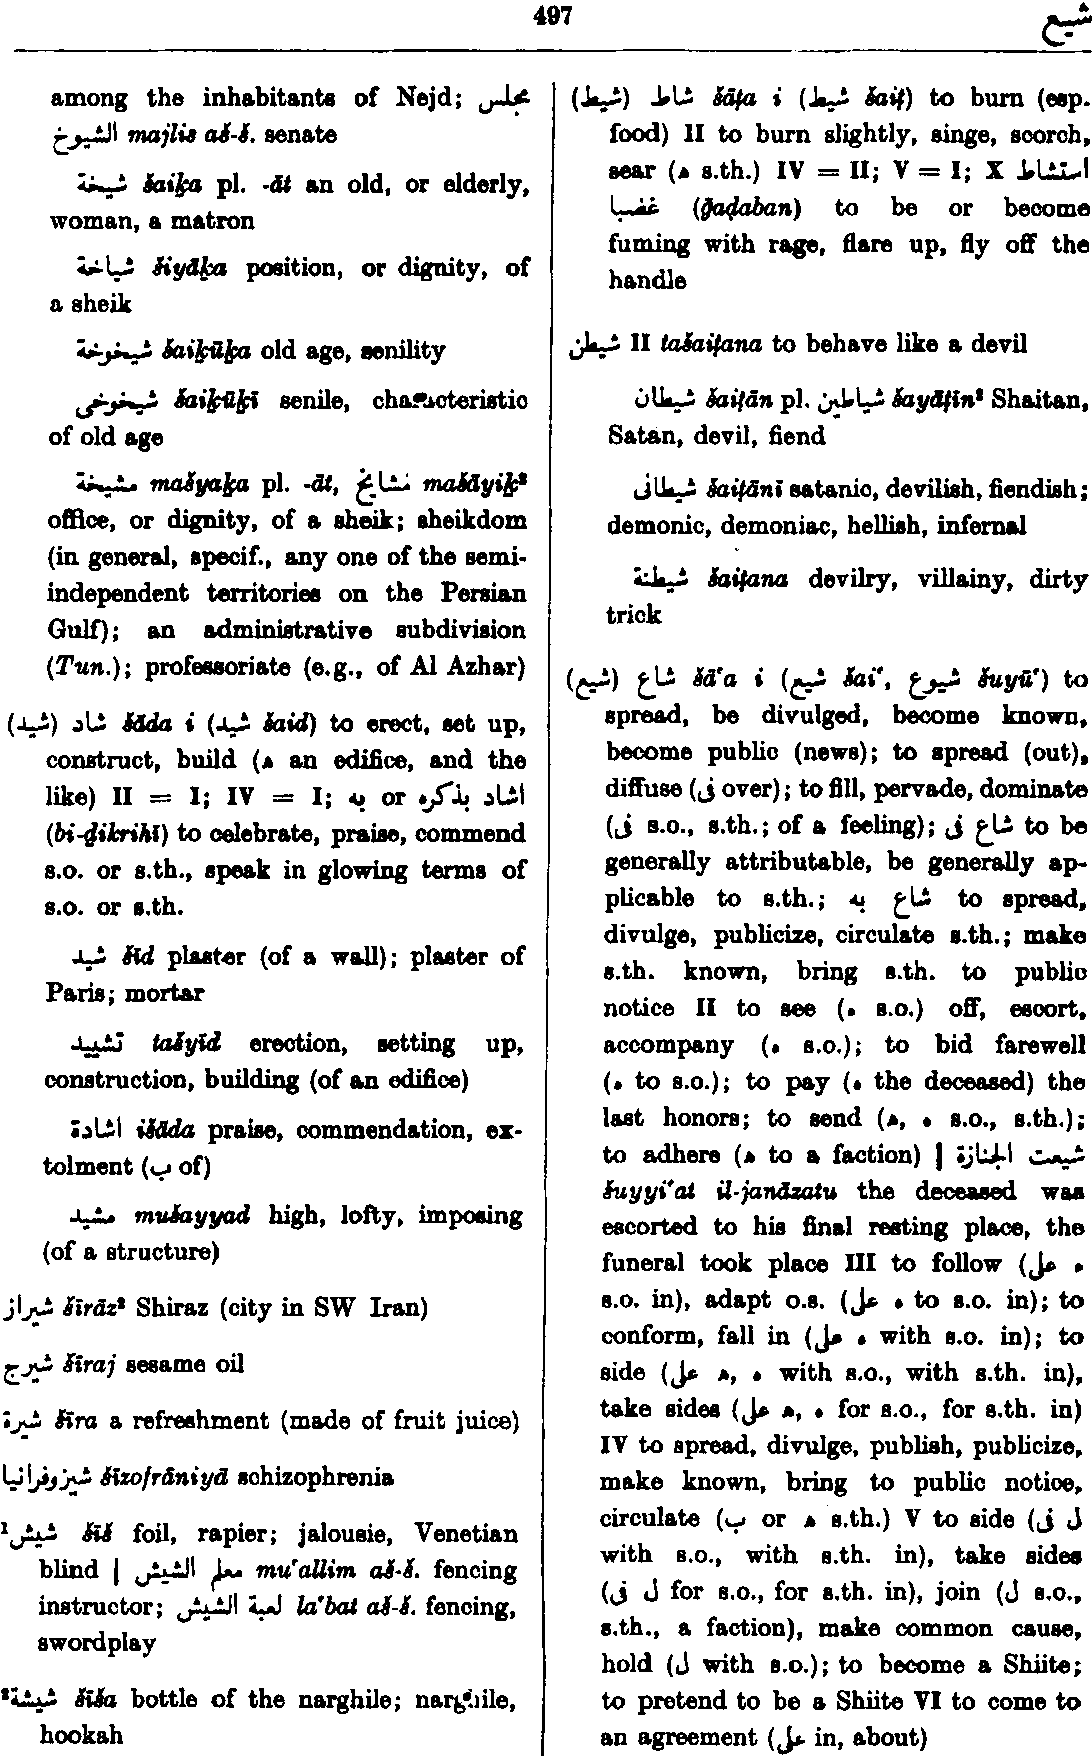 497
شيع
among the inhabitants of Nejd; مجلس
الشيوخ majlis aš-š. senate
شيخة šaiḵa pl. -āt an old, or elderly,
woman, a matron
شياخة šiyāḵa position, or dignity, of
a sheik
شيخوخة šaiḵūḵa old age, senility
شيخوخى šaiḵūḵī senile, characteristic
of old age
مشيخة mašyaḵa pl. -āt, مشايخ mašāyiḵ²
office, or dignity, of a sheik; sheikdom
(in general, specif., any one of the semi-
independent territories on the Persian
Gulf); an administrative subdivision
(Tun.); professoriate (e.g., of Al Azhar)
(شيد) شاد šāda i (شيد šaid) to erect, set up,
construct, build (ه an edifice, and the
like) II = I; IV = I; به or اشاد بذكره
(bi-ḏikrihī) to celebrate, praise, commend
s.o. or s.th., speak in glowing terms of
s.o. or s.th.
شيد šīd plaster (of a wall); plaster of
Paris; mortar
تشييد tašyīd erection, setting up,
construction, building (of an edifice)
اشادة išāda praise, commendation, ex-
tolment (ب of)
مشيد mušayyad high, lofty, imposing
(of a structure)
شيراز šīrāz² Shiraz (city in SW Iran)
شيرج šīraj sesame oil
شيرة šīra a refreshment (made of fruit juice)
شيزوفرانيا šīzofrāniyā schizophrenia
¹شيش šīš foil, rapier; jalousie, Venetian
blind | معلم الشيش mu‘allim aš-š. fencing
instructor; لعبة الشيش la‘bat aš-š. fencing,
swordplay
²شيشة šīša bottle of the narghile; narghile,
hookah
(شيط) شاط šāṭa i (شيط šaiṭ) to burn (esp.
food) II to burn slightly, singe, scorch,
sear (ه s.th.) IV = II; V = I; X استشاط
غضبا (ḡaḍaban) to be or become
fuming with rage, flare up, fly off the
handle
شيطن II tašaiṭana to behave like a devil
شيطان šaiṭān pl. شياطين šayāṭīn² Shaitan,
Satan, devil, fiend
شيطانى šaiṭānī satanic, devilish, fiendish;
demonic, demoniac, hellish, infernal
شيطنة šaiṭana devilry, villainy, dirty
trick
(شيع) شاع šā‘a i (شيع šai‘, شيوع šuyū‘) to
spread, be divulged, become known,
become public (news); to spread (out),
diffuse (فى over); to fill, pervade, dominate
(فى s.o., s.th.; of a feeling); شاع فى to be
generally attributable, be generally ap-
plicable to s.th.; شاع به to spread,
divulge, publicize, circulate s.th.; make
s.th. known, bring s.th. to public
notice II to see (ه s.o.) off, escort,
accompany (ه s.o.); to bid farewell
(ه to s.o.); to pay (ه the deceased) the
last honors; to send (ه, ه s.o., s.th.);
to adhere (ه to a faction) | شيعت الجنازة
šuyyi‘at il-janāzatu the deceased was
escorted to his final resting place, the
funeral took place III to follow (ه على
s.o. in), adapt o.s. (ه على to s.o. in); to
conform, fall in (ه على with s.o. in); to
side (ه, ه على with s.o., with s.th. in),
take sides (ه, ه على for s.o., for s.th. in)
IV to spread, divulge, publish, publicize,
make known, bring to public notice,
circulate (ب or ه s.th.) V to side (ل فى
with s.o., with s.th. in), take sides
(ل فى for s.o., for s.th. in), join (ل s.o.,
s.th., a faction), make common cause,
hold (ل with s.o.); to become a Shiite;
to pretend to be a Shiite VI to come to
an agreement (على in, about)